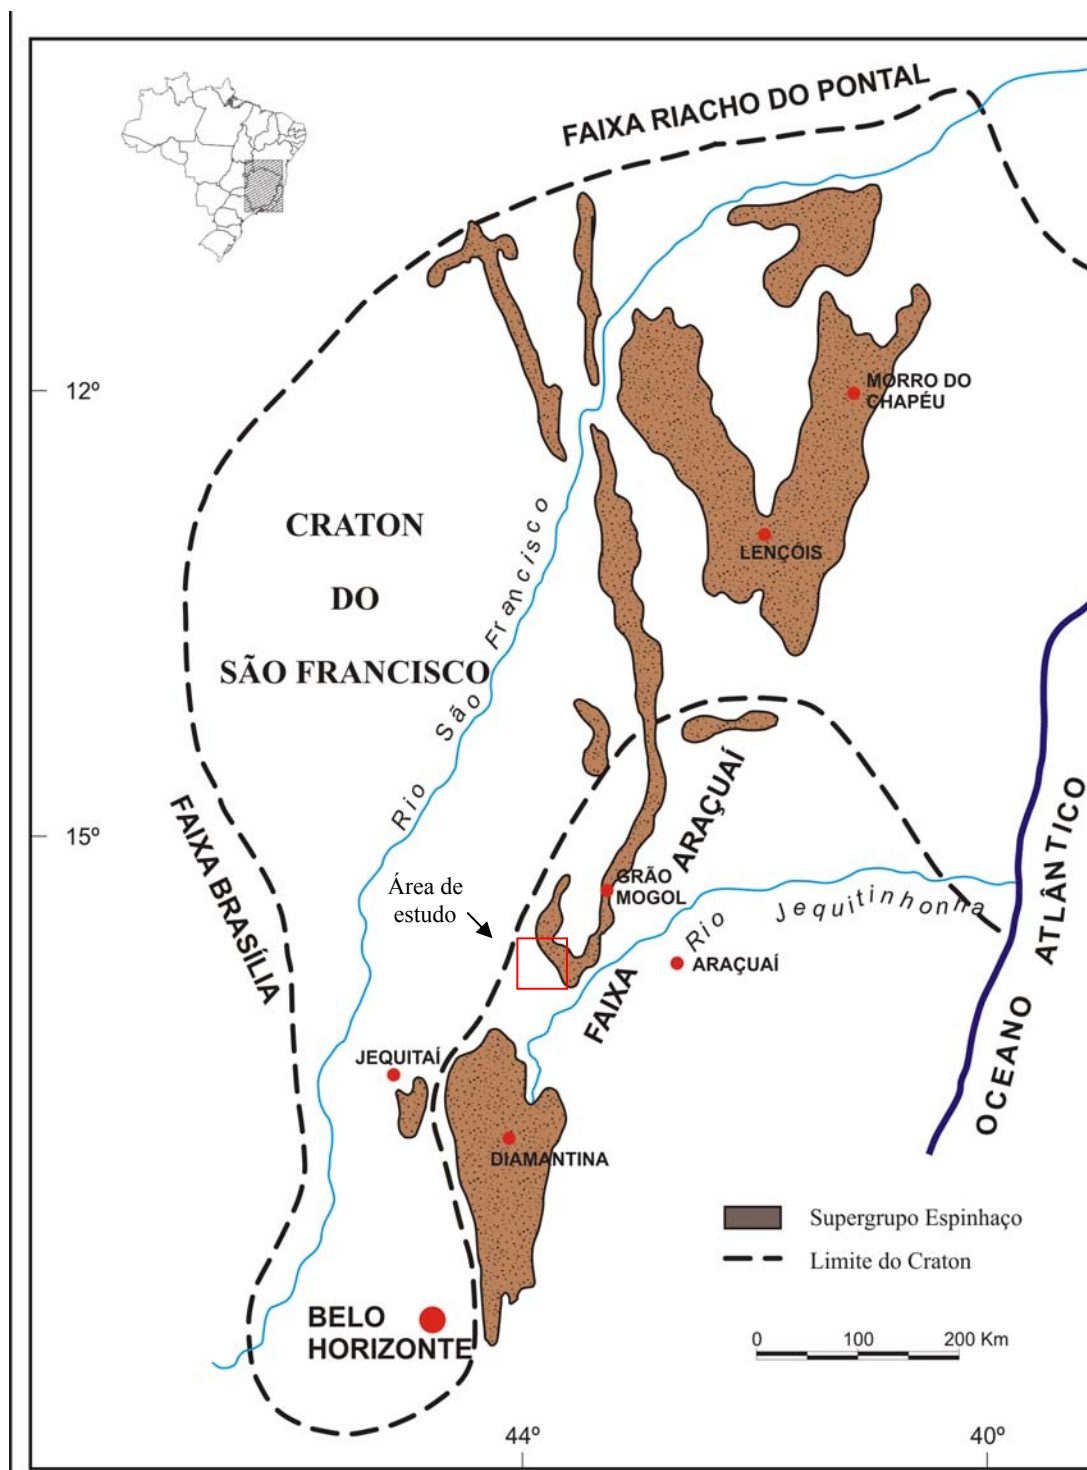 FAIXA RIACHO DO PONTAL
12º
MORRO DO
CHAPÉU
CRATON
DO
SÃO FRANCISCO
Rio São Francisco
LENÇÓIS
FAIXA BRASÍLIA
15º
Área de
estudo
GRÃO
MOGOL
FAIXA ARAÇUAÍ
Rio Jequitinhonha
ARAÇUAÍ
OCEANO ATLÂNTICO
JEQUITAÍ
DIAMANTINA
Supergrupo Espinhaço
Limite do Craton
BELO
HORIZONTE
0 100 200 Km
44º 40º